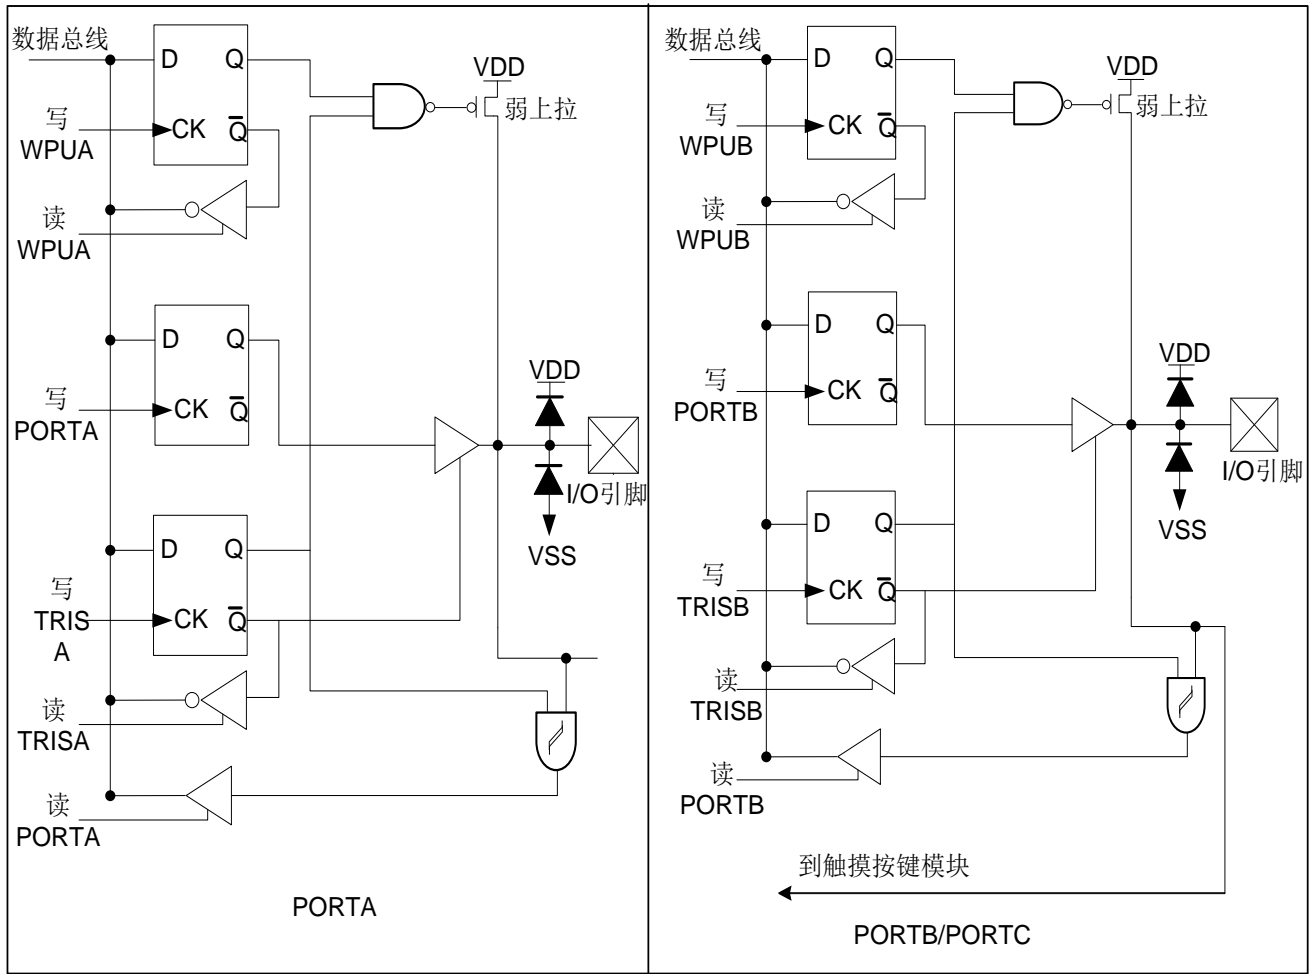 数据总线
D
Q
写
WPUA
CK
Q̅
VDD
弱上拉
读
WPUA
D
Q
写
PORTA
CK
Q̅
VDD
I/O引脚
VSS
D
Q
写
TRIS
A
CK
Q̅
读
TRISA
读
PORTA
PORTA
数据总线
D
Q
写
WPUB
CK
Q̅
VDD
弱上拉
读
WPUB
D
Q
写
PORTB
CK
Q̅
VDD
I/O引脚
VSS
D
Q
写
TRISB
CK
Q̅
读
TRISB
读
PORTB
到触摸按键模块
PORTB/PORTC